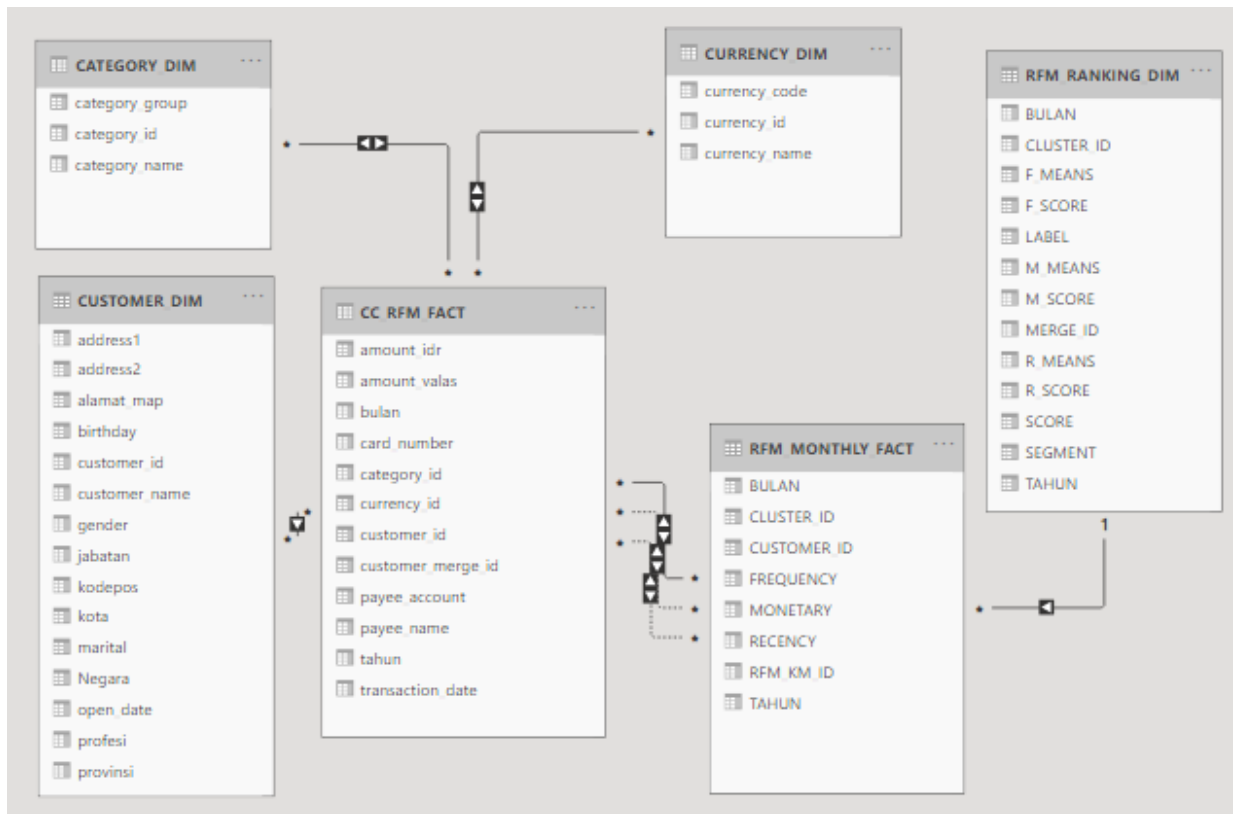 CATEGORY_DIM
category_group
category_id
category_name
CURRENCY_DIM
currency_code
currency_id
currency_name
RFM_RANKING_DIM
BULAN
CLUSTER_ID
F_MEANS
F_SCORE
LABEL
M_MEANS
M_SCORE
MERGE_ID
R_MEANS
R_SCORE
SCORE
SEGMENT
TAHUN
CUSTOMER_DIM
address1
address2
alamat_map
birthday
customer_id
customer_name
gender
jabatan
kodepos
kota
marital
Negara
open_date
profesi
provinsi
CC_RFM_FACT
amount_idr
amount_valas
bulan
card_number
category_id
currency_id
customer_id
customer_merge_id
payee_account
payee_name
tahun
transaction_date
RFM_MONTHLY_FACT
BULAN
CLUSTER_ID
CUSTOMER_ID
FREQUENCY
MONETARY
RECENCY
RFM_KM_ID
TAHUN
1